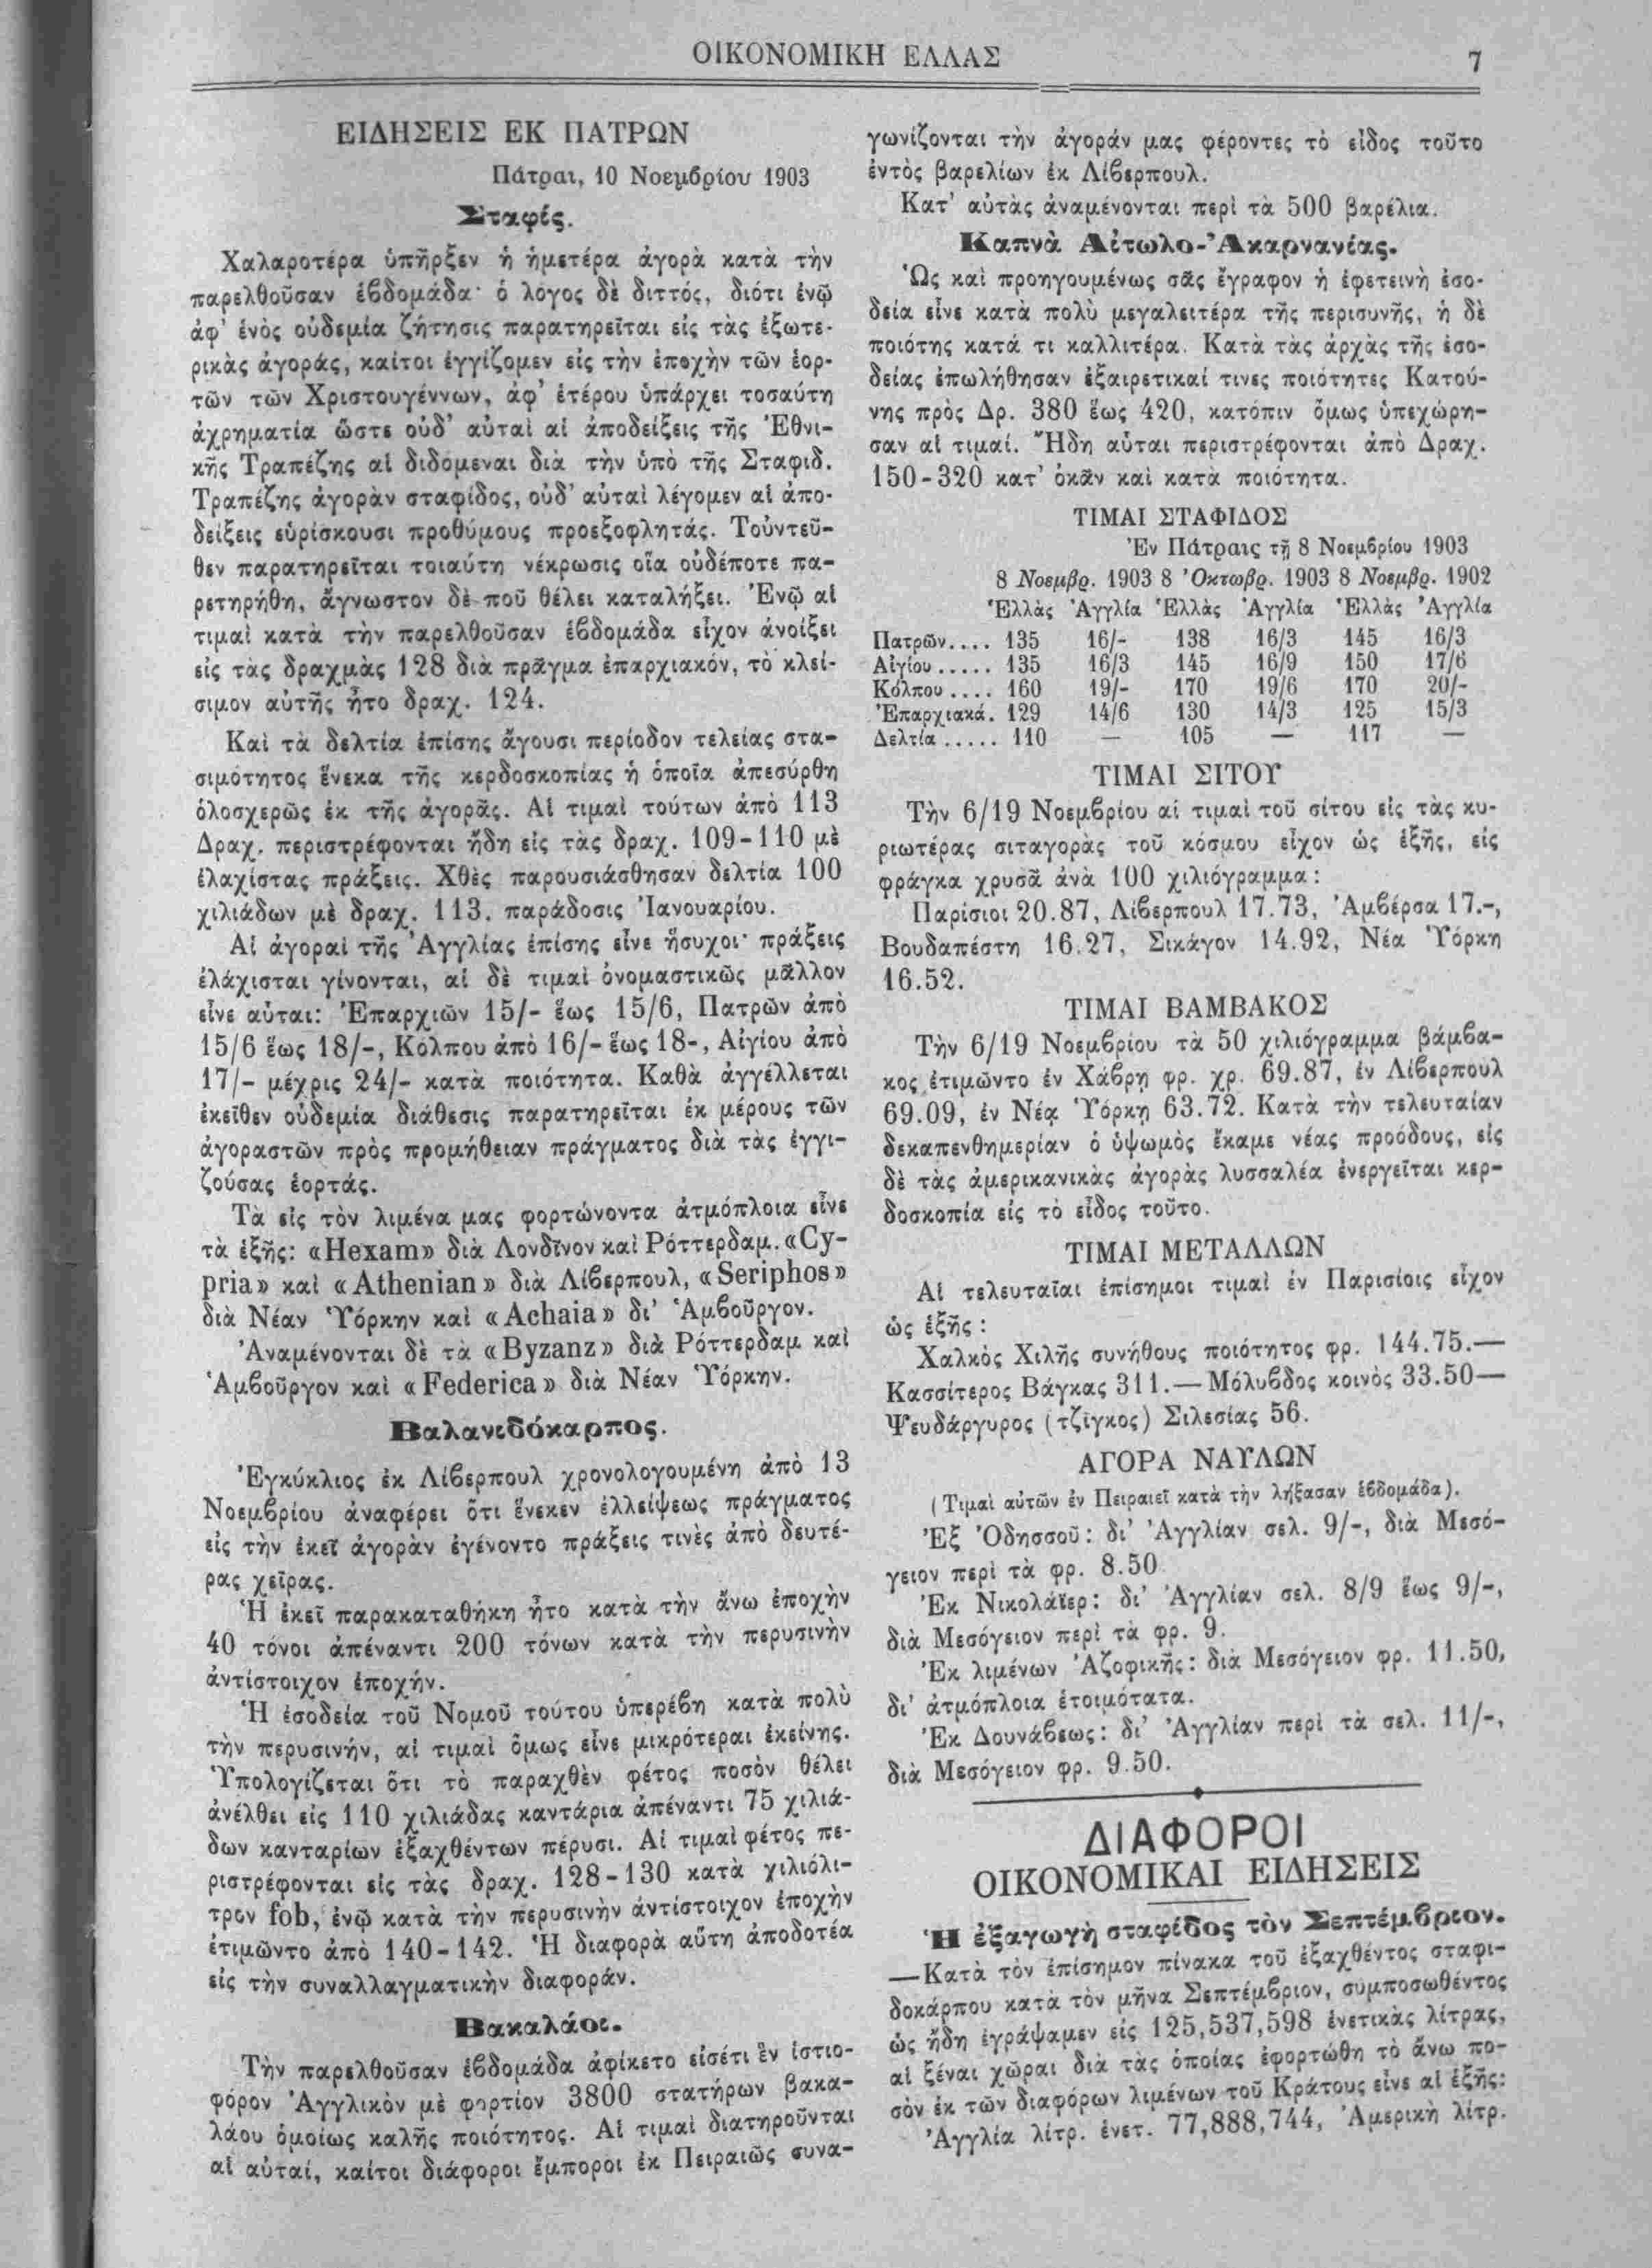 ΟΙΚΟΝΟΜΙΚΗ ΕΛΛΑΣ
7
ΕΙΔΗΣΕΙΣ ΕΚ ΠΑΤΡΩΝ
Πάτραι, 10 Νοεμβρίου 1903
Σταφίς.
Χαλαροτέρα ὑπῆρξεν ἡ ἡμετέρα ἀγορὰ κατὰ τὴν
παρελθοῦσαν ἑβδομάδα· ὁ λόγος δὲ διττός, διότι ἐνῷ
ἀφ' ἑνὸς οὐδεμία ζήτησις παρατηρεῖται εἰς τὰς ἐξωτε-
ρικὰς ἀγοράς, καίτοι ἐγγίζομεν εἰς τὴν ἐποχὴν τῶν ἑορ-
τῶν τῶν Χριστουγέννων, ἀφ' ἑτέρου ὑπάρχει τοσαύτη
ἀχρηματία ὥστε οὐδ' αὐταὶ αἱ ἀποδείξεις τῆς Ἐθνι-
κῆς Τραπέζης αἱ διδόμεναι διὰ τὴν ὑπὸ τῆς Σταφιδ.
Τραπέζης ἀγορὰν σταφίδος, οὐδ' αὐταὶ λέγομεν αἱ ἀπο-
δείξεις εὑρίσκουσι προθύμους προεξοφλητάς. Τοὐντεῦ-
θεν παρατηρεῖται τοιαύτη νέκρωσις οἵα οὐδέποτε πα-
ρετηρήθη, ἄγνωστον δὲ ποῦ θέλει καταλήξει. Ἐνῷ αἱ
τιμαὶ κατὰ τὴν παρελθοῦσαν ἑβδομάδα εἶχον ἀνοίξει
εἰς τὰς δραχμὰς 128 διὰ πρᾶγμα ἐπαρχιακόν, τὸ κλεί-
σιμον αὐτῆς ἦτο δραχ. 124.
Καὶ τὰ δελτία ἐπίσης ἄγουσι περίοδον τελείας στα-
σιμότητος ἕνεκα τῆς κερδοσκοπίας ἡ ὁποῖα ἀπεσύρθη
ὁλοσχερῶς ἐκ τῆς ἀγορᾶς. Αἱ τιμαὶ τούτων ἀπὸ 113
Δραχ. περιστρέφονται ἤδη εἰς τὰς δραχ. 109-110 μὲ
ἐλαχίστας πράξεις. Χθὲς παρουσιάσθησαν δελτία 100
χιλιάδων μὲ δραχ. 113. παράδοσις Ἰανουαρίου.
Αἱ ἀγοραὶ τῆς Ἀγγλίας ἐπίσης εἶνε ἥσυχοι· πράξεις
ἐλάχισται γίνονται, αἱ δὲ τιμαὶ ὀνομαστικῶς μᾶλλον
εἶνε αὗται: Ἐπαρχιῶν 15/- ἕως 15/6, Πατρῶν ἀπὸ
15/6 ἕως 18/-, Κόλπου ἀπὸ 16/- ἕως 18-, Αἰγίου ἀπὸ
17/- μέχρις 24/- κατὰ ποιότητα. Καθὰ ἀγγέλλεται
ἐκεῖθεν οὐδεμία διάθεσις παρατηρεῖται ἐκ μέρους τῶν
ἀγοραστῶν πρὸς προμήθειαν πράγματος διὰ τὰς ἐγγι-
ζούσας ἑορτάς.
Τὰ εἰς τὸν λιμένα μας φορτώνοντα ἀτμόπλοια εἶνε
τὰ ἑξῆς: «Hexam» διὰ Λονδῖνον καὶ Ρόττερδαμ. «Cy-
pria» καὶ «Athenian» διὰ Λίβερπουλ, «Seriphos»
διὰ Νέαν Ὑόρκην καὶ «Achaia» δι' Ἁμβοῦργον.
Ἀναμένονται δὲ τὰ «Byzanz» διὰ Ρόττερδαμ καὶ
Ἁμβοῦργον καὶ «Federica» διὰ Νέαν Ὑόρκην.
Βαλανιδόκαρπος.
Ἐγκύκλιος ἐκ Λίβερπουλ χρονολογουμένη ἀπὸ 13
Νοεμβρίου ἀναφέρει ὅτι ἕνεκεν ἐλλείψεως πράγματος
εἰς τὴν ἐκεῖ ἀγορὰν ἐγένοντο πράξεις τινὲς ἀπὸ δευτέ-
ρας χεῖρας.
Ἡ ἐκεῖ παρακαταθήκη ἦτο κατὰ τὴν ἄνω ἐποχὴν
40 τόνοι ἀπέναντι 200 τόνων κατὰ τὴν περυσινὴν
ἀντίστοιχον ἐποχήν.
Ἡ ἐσοδεία τοῦ Νομοῦ τούτου ὑπερέβη κατὰ πολὺ
τὴν περυσινήν, αἱ τιμαὶ ὅμως εἶνε μικρότεραι ἐκείνης.
Ὑπολογίζεται ὅτι τὸ παραχθὲν φέτος ποσὸν θέλει
ἀνέλθει εἰς 110 χιλιάδας καντάρια ἀπέναντι 75 χιλιά-
δων κανταρίων ἐξαχθέντων πέρυσι. Αἱ τιμαὶ φέτος πε-
ριστρέφονται εἰς τὰς δραχ. 128-130 κατὰ χιλιόλι-
τρον fob, ἐνῷ κατὰ τὴν περυσινὴν ἀντίστοιχον ἐποχὴν
ἐτιμῶντο ἀπὸ 140-142. Ἡ διαφορὰ αὕτη ἀποδοτέα
εἰς τὴν συναλλαγματικὴν διαφοράν.
Βακαλάοι.
Τὴν παρελθοῦσαν ἑβδομάδα ἀφίκετο εἰσέτι ἓν ἱστιο-
φόρον Ἀγγλικὸν μὲ φορτίον 3800 στατήρων βακα-
λάου ὁμοίως καλῆς ποιότητος. Αἱ τιμαὶ διατηροῦνται
αἱ αὐταί, καίτοι διάφοροι ἔμποροι ἐκ Πειραιῶς συνα-
γωνίζονται τὴν ἀγοράν μας φέροντες τὸ εἶδος τοῦτο
ἐντὸς βαρελίων ἐκ Λίβερπουλ.
Κατ' αὐτὰς ἀναμένονται περὶ τὰ 500 βαρέλια.
Καπνὰ Αἰτωλο-Ἀκαρνανίας.
Ὡς καὶ προηγουμένως σᾶς ἔγραφον ἡ ἐφετεινὴ ἐσο-
δεία εἶνε κατὰ πολὺ μεγαλειτέρα τῆς περισυνῆς, ἡ δὲ
ποιότης κατά τι καλλιτέρα. Κατὰ τὰς ἀρχὰς τῆς ἐσο-
δείας ἐπωλήθησαν ἐξαιρετικαί τινες ποιότητες Κατού-
νης πρὸς Δρ. 380 ἕως 420, κατόπιν ὅμως ὑπεχώρη-
σαν αἱ τιμαί. Ἤδη αὗται περιστρέφονται ἀπὸ Δραχ.
150-320 κατ' ὀκᾶν καὶ κατὰ ποιότητα.
ΤΙΜΑΙ ΣΤΑΦΙΔΟΣ
Ἐν Πάτραις τῇ 8 Νοεμβρίου 1903
8 Νοεμβρ. 1903 8 Ὀκτωβρ. 1903 8 Νοεμβρ. 1902
Ἑλλὰς Ἀγγλία Ἑλλὰς Ἀγγλία Ἑλλὰς Ἀγγλία
Πατρῶν.... 135 16/- 138 16/3 145 16/3
Αἰγίου..... 135 16/3 145 16/9 150 17/6
Κόλπου.... 160 19/- 170 19/6 170 20/-
Ἐπαρχιακά. 129 14/6 130 14/3 125 15/3
Δελτία..... 110 — 105 — 117 —
ΤΙΜΑΙ ΣΙΤΟΥ
Τὴν 6/19 Νοεμβρίου αἱ τιμαὶ τοῦ σίτου εἰς τὰς κυ-
ριωτέρας σιταγορὰς τοῦ κόσμου εἶχον ὡς ἑξῆς, εἰς
φράγκα χρυσᾶ ἀνὰ 100 χιλιόγραμμα:
Παρίσιοι 20.87, Λίβερπουλ 17.73, Ἀμβέρσα 17.-,
Βουδαπέστη 16.27, Σικάγον 14.92, Νέα Ὑόρκη
16.52.
ΤΙΜΑΙ ΒΑΜΒΑΚΟΣ
Τὴν 6/19 Νοεμβρίου τὰ 50 χιλιόγραμμα βάμβα-
κος ἐτιμῶντο ἐν Χάβρῃ φρ. χρ. 69.87, ἐν Λίβερπουλ
69.09, ἐν Νέᾳ Ὑόρκῃ 63.72. Κατὰ τὴν τελευταίαν
δεκαπενθημερίαν ὁ ὑψωμὸς ἔκαμε νέας προόδους, εἰς
δὲ τὰς ἀμερικανικὰς ἀγορὰς λυσσαλέα ἐνεργεῖται κερ-
δοσκοπία εἰς τὸ εἶδος τοῦτο.
ΤΙΜΑΙ ΜΕΤΑΛΛΩΝ
Αἱ τελευταῖαι ἐπίσημοι τιμαὶ ἐν Παρισίοις εἶχον
ὡς ἑξῆς:
Χαλκὸς Χιλῆς συνήθους ποιότητος φρ. 144.75.—
Κασσίτερος Βάγκας 311.—Μόλυβδος κοινὸς 33.50—
Ψευδάργυρος (τζῖγκος) Σιλεσίας 56.
ΑΓΟΡΑ ΝΑΥΛΩΝ
(Τιμαὶ αὐτῶν ἐν Πειραιεῖ κατὰ τὴν λήξασαν ἑβδομάδα).
Ἐξ Ὀδησσοῦ: δι' Ἀγγλίαν σελ. 9/-, διὰ Μεσό-
γειον περὶ τὰ φρ. 8.50
Ἐκ Νικολάϊερ: δι' Ἀγγλίαν σελ. 8/9 ἕως 9/-,
διὰ Μεσόγειον περὶ τὰ φρ. 9.
Ἐκ λιμένων Ἀζοφικῆς: διὰ Μεσόγειον φρ. 11.50,
δι' ἀτμόπλοια ἑτοιμότατα.
Ἐκ Δουνάβεως: δι' Ἀγγλίαν περὶ τὰ σελ. 11/-,
διὰ Μεσόγειον φρ. 9.50.
ΔΙΑΦΟΡΟΙ
ΟΙΚΟΝΟΜΙΚΑΙ ΕΙΔΗΣΕΙΣ
Ἡ ἐξαγωγὴ σταφίδος τὸν Σεπτέμβριον.
—Κατὰ τὸν ἐπίσημον πίνακα τοῦ ἐξαχθέντος σταφι-
δοκάρπου κατὰ τὸν μῆνα Σεπτέμβριον, συμποσωθέντος
ὡς ἤδη ἐγράψαμεν εἰς 125,537,598 ἑνετικὰς λίτρας,
αἱ ξέναι χῶραι διὰ τὰς ὁποίας ἐφορτώθη τὸ ἄνω πο-
σὸν ἐκ τῶν διαφόρων λιμένων τοῦ Κράτους εἶνε αἱ ἑξῆς:
Ἀγγλία λίτρ. ἑνετ. 77,888,744, Ἀμερικὴ λίτρ.